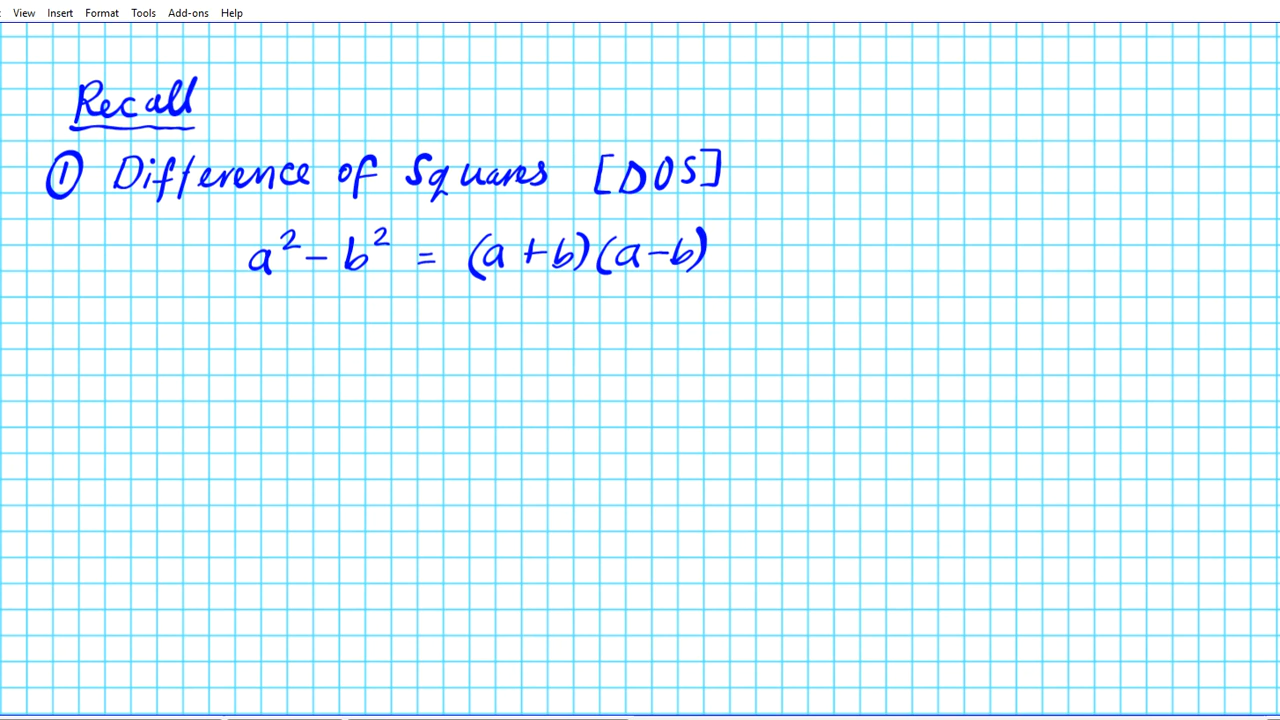 View Insert Format Tools Add-ons Help
Recall
① Difference of Squares [DOS]
a² - b² = (a + b)(a - b)